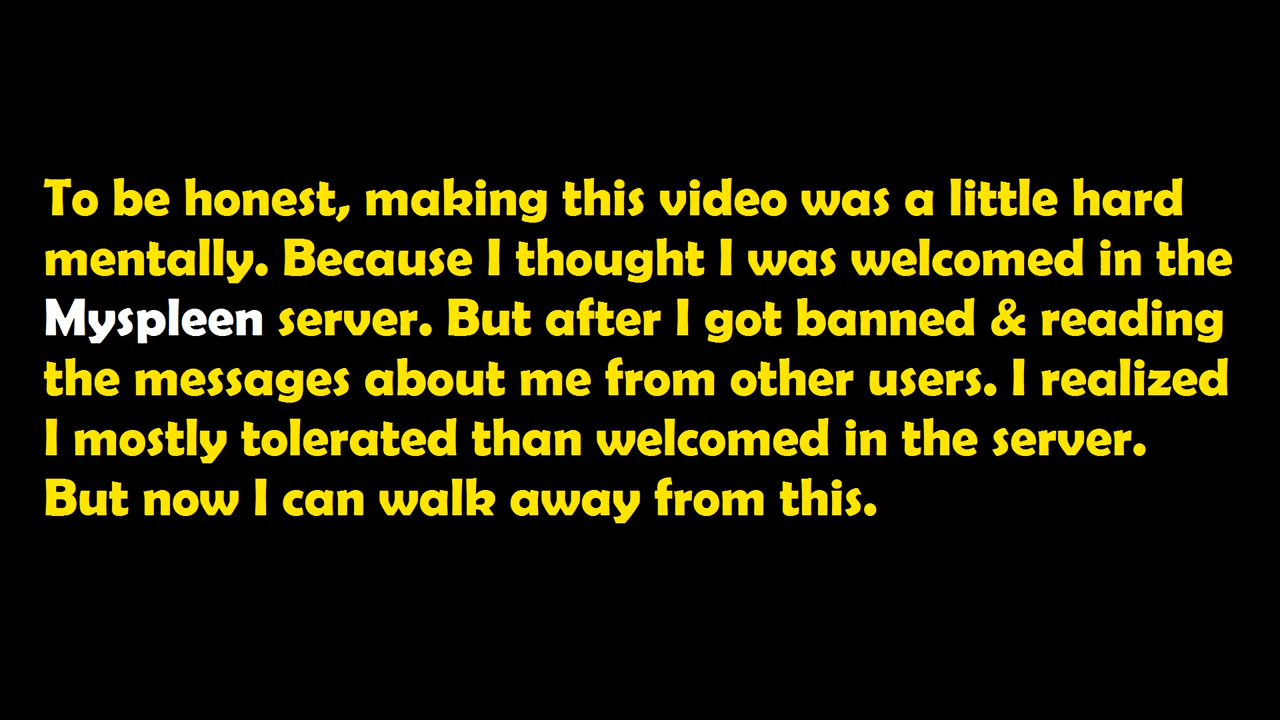 To be honest, making this video was a little hard
mentally. Because I thought I was welcomed in the
Myspleen server. But after I got banned & reading
the messages about me from other users. I realized
I mostly tolerated than welcomed in the server.
But now I can walk away from this.